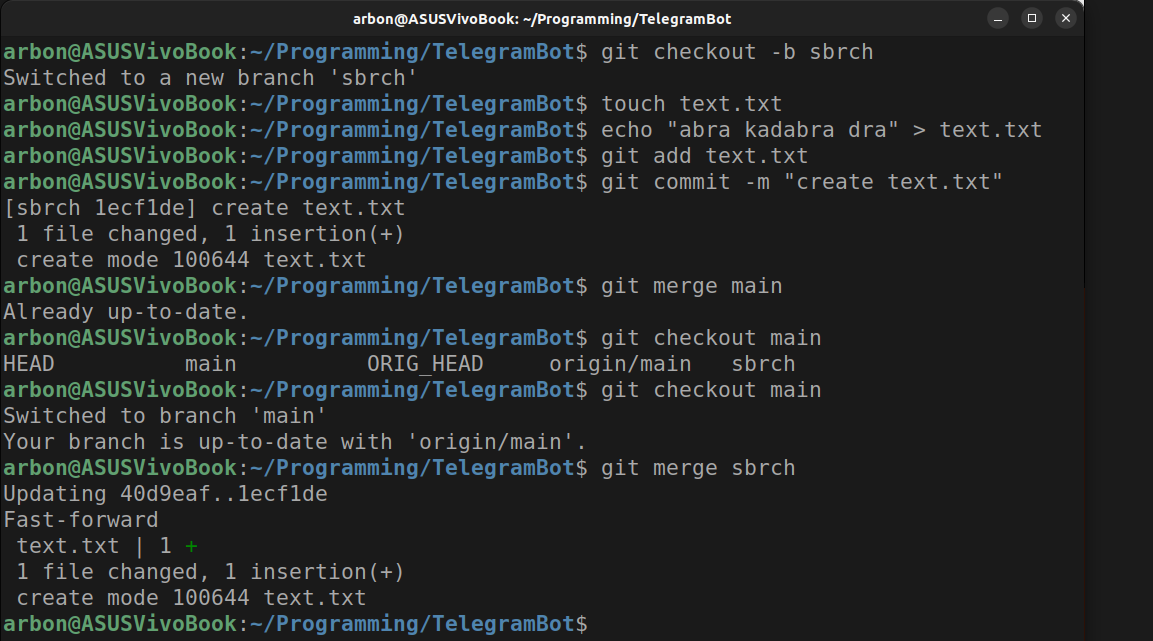 arbon@ASUSVivoBook: ~/Programming/TelegramBot
arbon@ASUSVivoBook:~/Programming/TelegramBot$ git checkout -b sbrch
Switched to a new branch 'sbrch'
arbon@ASUSVivoBook:~/Programming/TelegramBot$ touch text.txt
arbon@ASUSVivoBook:~/Programming/TelegramBot$ echo "abra kadabra dra" > text.txt
arbon@ASUSVivoBook:~/Programming/TelegramBot$ git add text.txt
arbon@ASUSVivoBook:~/Programming/TelegramBot$ git commit -m "create text.txt"
[sbrch 1ecf1de] create text.txt
 1 file changed, 1 insertion(+)
 create mode 100644 text.txt
arbon@ASUSVivoBook:~/Programming/TelegramBot$ git merge main
Already up-to-date.
arbon@ASUSVivoBook:~/Programming/TelegramBot$ git checkout main
HEAD          main          ORIG_HEAD     origin/main   sbrch
arbon@ASUSVivoBook:~/Programming/TelegramBot$ git checkout main
Switched to branch 'main'
Your branch is up-to-date with 'origin/main'.
arbon@ASUSVivoBook:~/Programming/TelegramBot$ git merge sbrch
Updating 40d9eaf..1ecf1de
Fast-forward
 text.txt | 1 +
 1 file changed, 1 insertion(+)
 create mode 100644 text.txt
arbon@ASUSVivoBook:~/Programming/TelegramBot$